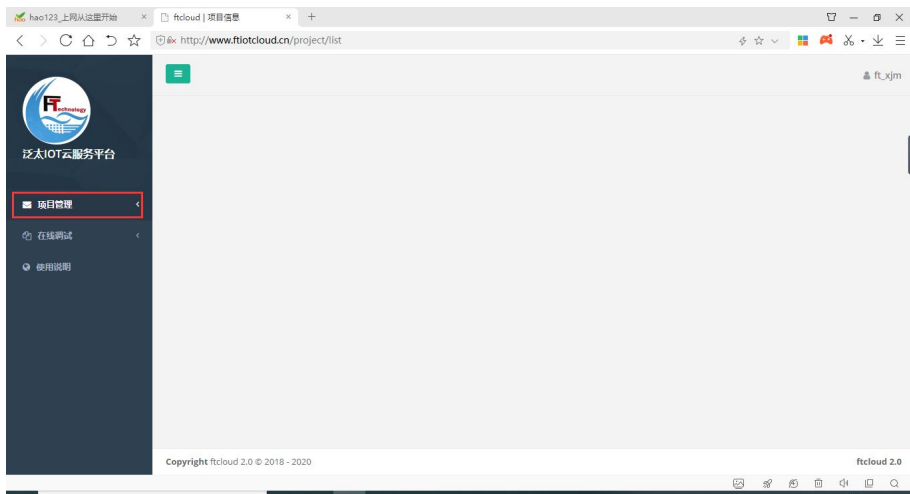 hao123_上网从这里开始
ftcloud | 项目信息
http://www.ftiotcloud.cn/project/list
ft_xjm
FTechnology
泛太IOT云服务平台
项目管理
在线调试
使用说明
Copyright ftcloud 2.0 © 2018 - 2020
ftcloud 2.0